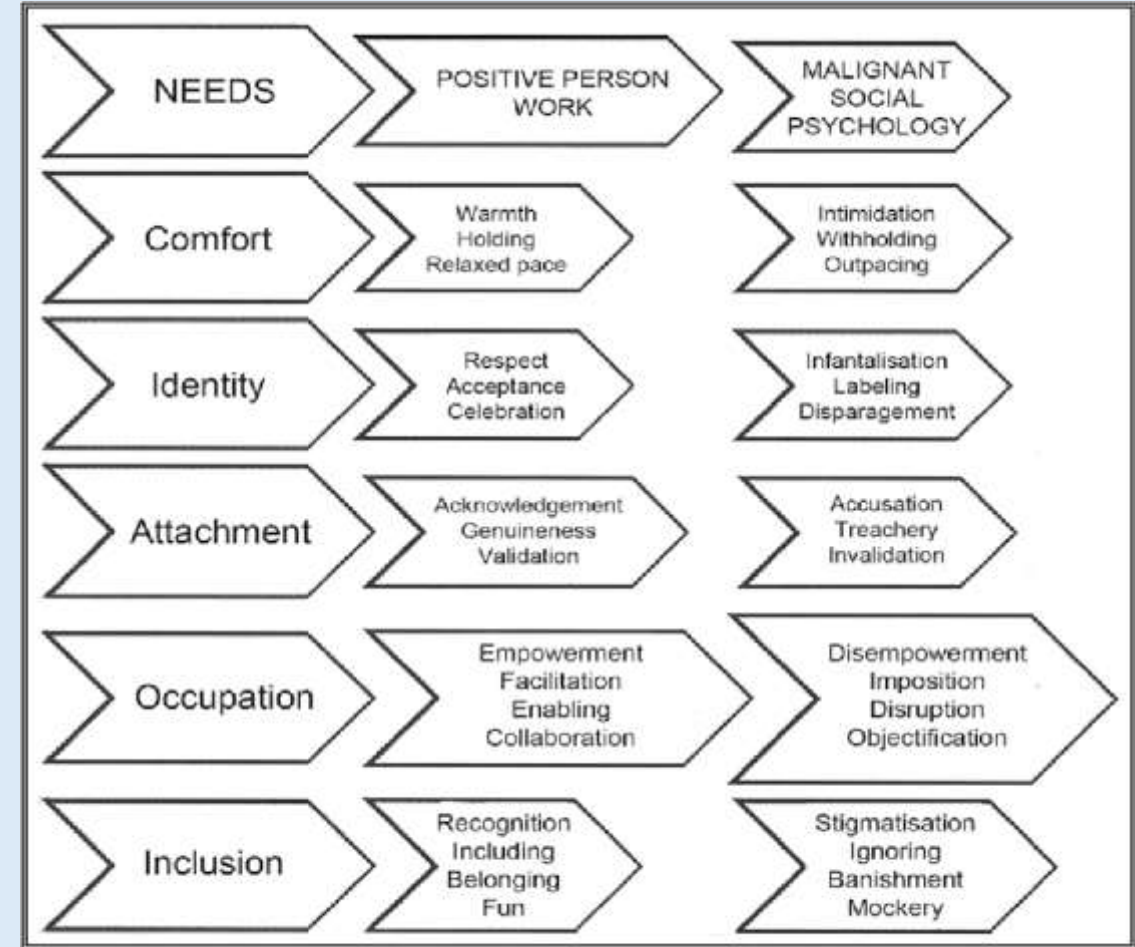 NEEDS
POSITIVE PERSON
WORK
MALIGNANT
SOCIAL
PSYCHOLOGY
Comfort
Warmth
Holding
Relaxed pace
Intimidation
Withholding
Outpacing
Identity
Respect
Acceptance
Celebration
Infantalisation
Labeling
Disparagement
Attachment
Acknowledgement
Genuineness
Validation
Accusation
Treachery
Invalidation
Occupation
Empowerment
Facilitation
Enabling
Collaboration
Disempowerment
Imposition
Disruption
Objectification
Inclusion
Recognition
Including
Belonging
Fun
Stigmatisation
Ignoring
Banishment
Mockery